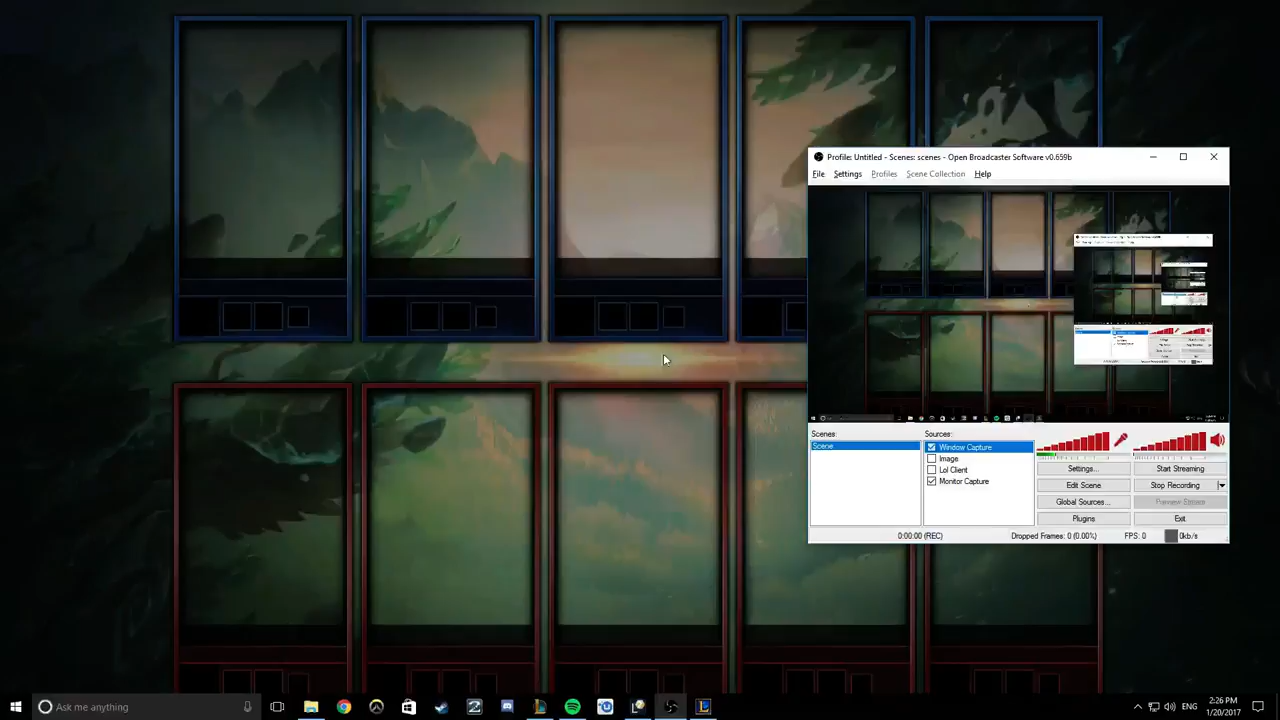 Profile: Untitled - Scenes: scenes - Open Broadcaster Software v0.659b
File Settings Profiles Scene Collection Help
Scenes:
Scene
Sources:
Window Capture
Image
Lol Client
Monitor Capture
Settings...
Start Streaming
Edit Scene
Stop Recording
Global Sources...
Preview Stream
Plugins
Exit
0:00:00 (REC)
Dropped Frames: 0 (0.00%)
FPS: 0
0kb/s
Ask me anything
ENG
2:26 PM
1/20/2017